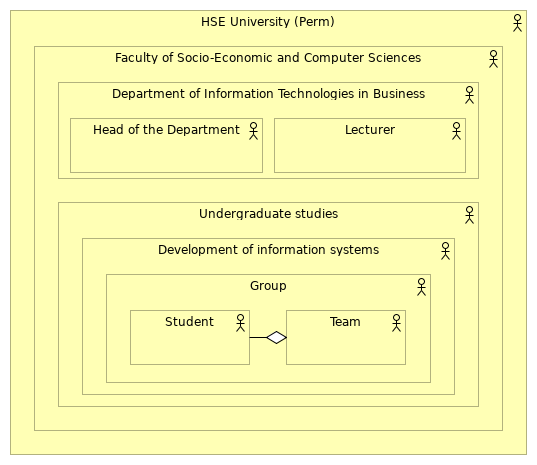 HSE University (Perm)
Faculty of Socio-Economic and Computer Sciences
Department of Information Technologies in Business
Head of the Department
Lecturer
Undergraduate studies
Development of information systems
Group
Student
Team